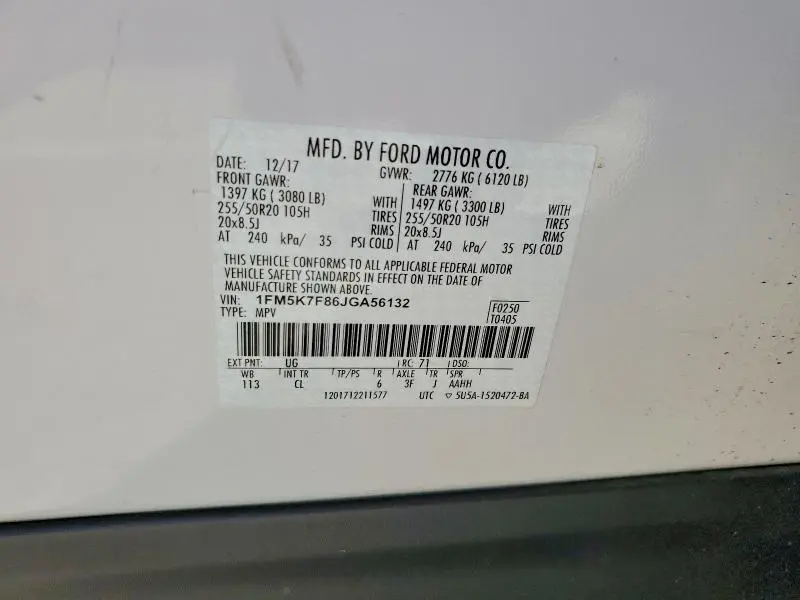 MFD. BY FORD MOTOR CO.
DATE: 12/17 GVWR: 2776 KG ( 6120 LB)
FRONT GAWR: REAR GAWR:
1397 KG ( 3080 LB) WITH 1497 KG ( 3300 LB) WITH
255/50R20 105H TIRES 255/50R20 105H TIRES
20x8.5J RIMS 20x8.5J RIMS
AT 240 kPa/ 35 PSI COLD AT 240 kPa/ 35 PSI COLD
THIS VEHICLE CONFORMS TO ALL APPLICABLE FEDERAL MOTOR
VEHICLE SAFETY STANDARDS IN EFFECT ON THE DATE OF
MANUFACTURE SHOWN ABOVE.
VIN: 1FM5K7F86JGA56132 F0250
TYPE: MPV T0405
EXT PNT: UG RC: 71 DSO:
WB INT TR TP/PS R AXLE TR SPR
113 CL 6 3F J AAHH
1201712211577 UTC ▽ 5U5A-1520472-BA